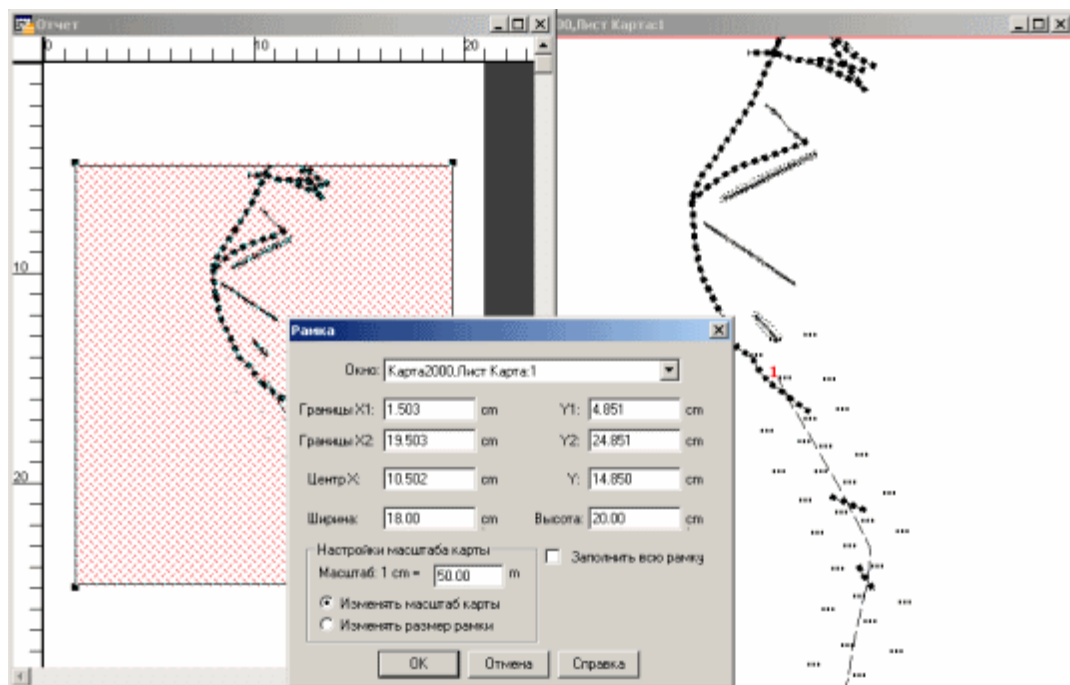 Отчет
00,Лист Карта:1
0 10 20
10
20
1
Рамка
Окно: Карта2000,Лист Карта:1
Границы X1: 1.503 cm Y1: 4.851 cm
Границы X2: 19.503 cm Y2: 24.851 cm
Центр X: 10.502 cm Y: 14.850 cm
Ширина: 18.00 cm Высота: 20.00 cm
Настройки масштаба карты
Заполнить всю рамку
Масштаб: 1 cm = 50.00 m
Изменять масштаб карты
Изменять размер рамки
OK Отмена Справка